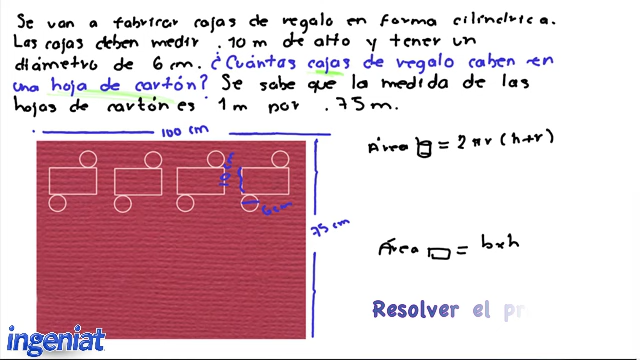 Se van a fabricar cajas de regalo en forma cilíndrica.
Las cajas deben medir .10 m de alto y tener un
diámetro de 6 cm. ¿Cuántas cajas de regalo caben en
una hoja de cartón? Se sabe que la medida de las
hojas de cartón es 1 m por .75 m.
100 cm
Área = 2πr (h+r)
10 cm
6 cm
75 cm
Área = bxh
Resolver el pr
ingeniat